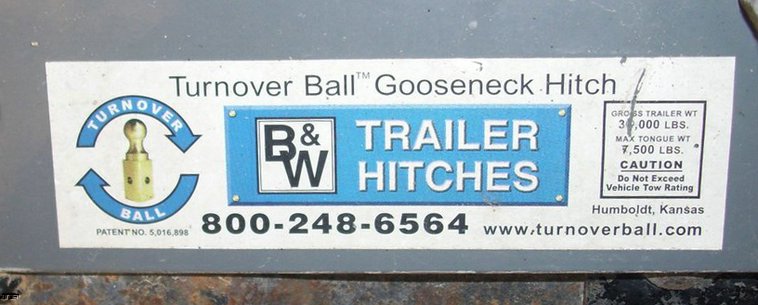 Turnover Ball™ Gooseneck Hitch
TURNOVER
BALL
PATENT NO. 5,016,898
B&W
TRAILER
HITCHES
800-248-6564
GROSS TRAILER WT
30,000 LBS.
MAX TONGUE WT
7,500 LBS.
CAUTION
Do Not Exceed
Vehicle Tow Rating
Humboldt, Kansas
www.turnoverball.com